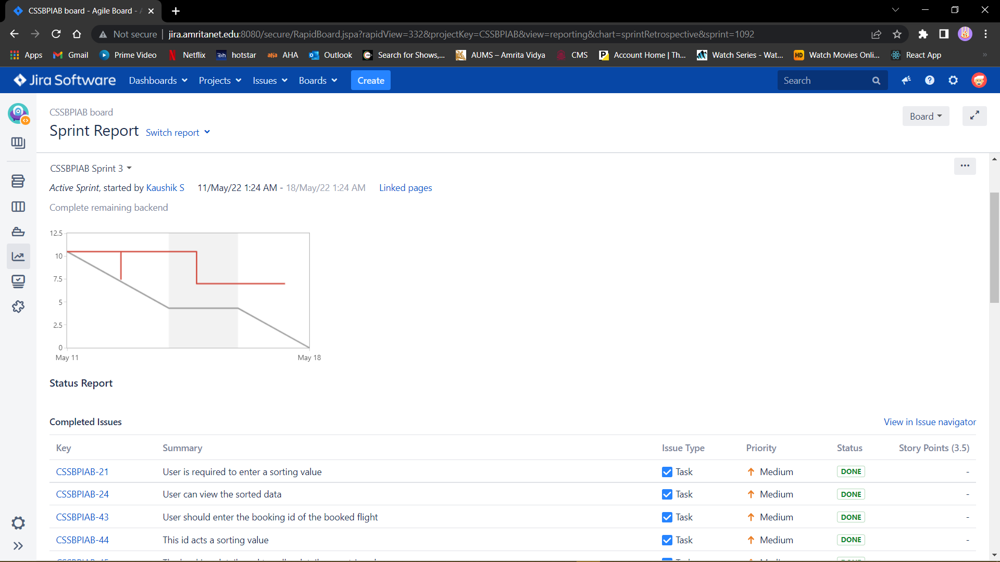 CSSBPIAB board - Agile Board -
Not secure | jira.amritanet.edu:8080/secure/RapidBoard.jspa?rapidView=332&projectKey=CSSBPIAB&view=reporting&chart=sprintRetrospective&sprint=1092
Apps Gmail Prime Video Netflix hotstar AHA Outlook Search for Shows,... AUMS – Amrita Vidya CMS Account Home | Th... Watch Series - Wat... Watch Movies Onli... React App
Jira Software Dashboards Projects Issues Boards Create Search
CSSBPIAB board
Sprint Report Switch report
Board
CSSBPIAB Sprint 3
Active Sprint, started by Kaushik S 11/May/22 1:24 AM - 18/May/22 1:24 AM Linked pages
Complete remaining backend
12.5
10
7.5
5
2.5
0
May 11 May 18
Status Report
Completed Issues View in Issue navigator
Key Summary Issue Type Priority Status Story Points (3.5)
CSSBPIAB-21 User is required to enter a sorting value Task Medium DONE -
CSSBPIAB-24 User can view the sorted data Task Medium DONE -
CSSBPIAB-43 User should enter the booking id of the booked flight Task Medium DONE -
CSSBPIAB-44 This id acts a sorting value Task Medium DONE -